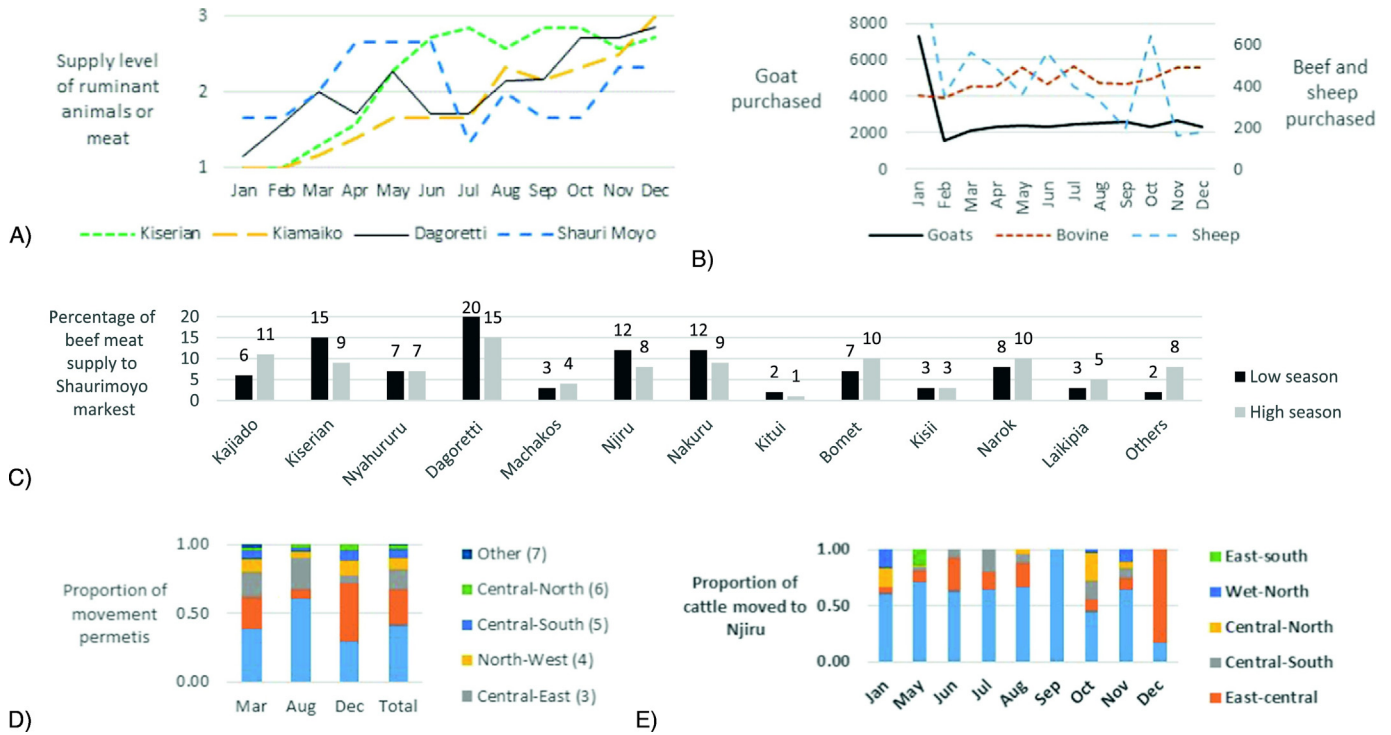 Supply level
of ruminant
animals or
meat
3
2
1
Jan Feb Mar Apr May Jun Jul Aug Sep Oct Nov Dec
A)
Kiserian Kiamaiko Dagoretti Shauri Moyo
Goat
purchased
8000
6000
4000
2000
0
600
400
200
0
Beef and
sheep
purchased
Jan Feb Mar Apr May Jun Jul Aug Sep Oct Nov Dec
B)
Goats Bovine Sheep
Percentage of
beef meat
supply to
Shaurimoyo
markest
20
15
10
5
0
6 11 15 9 7 7 20 15 3 4 12 8 12 9 2 1 7 10 3 3 8 10 3 5 2 8
Low season
High season
Kajiado Kiserian Nyahururu Dagoretti Machakos Njiru Nakuru Kitui Bomet Kisii Narok Laikipia Others
C)
Proportion of
movement
permetis
1.00
0.50
0.00
Mar Aug Dec Total
Other (7)
Central-North (6)
Central-South (5)
North-West (4)
Central-East (3)
D)
Proportion of
cattle moved to
Njiru
1.00
0.50
0.00
Jan May Jun Jul Aug Sep Oct Nov Dec
East-south
Wet-North
Central-North
Central-South
East-central
E)